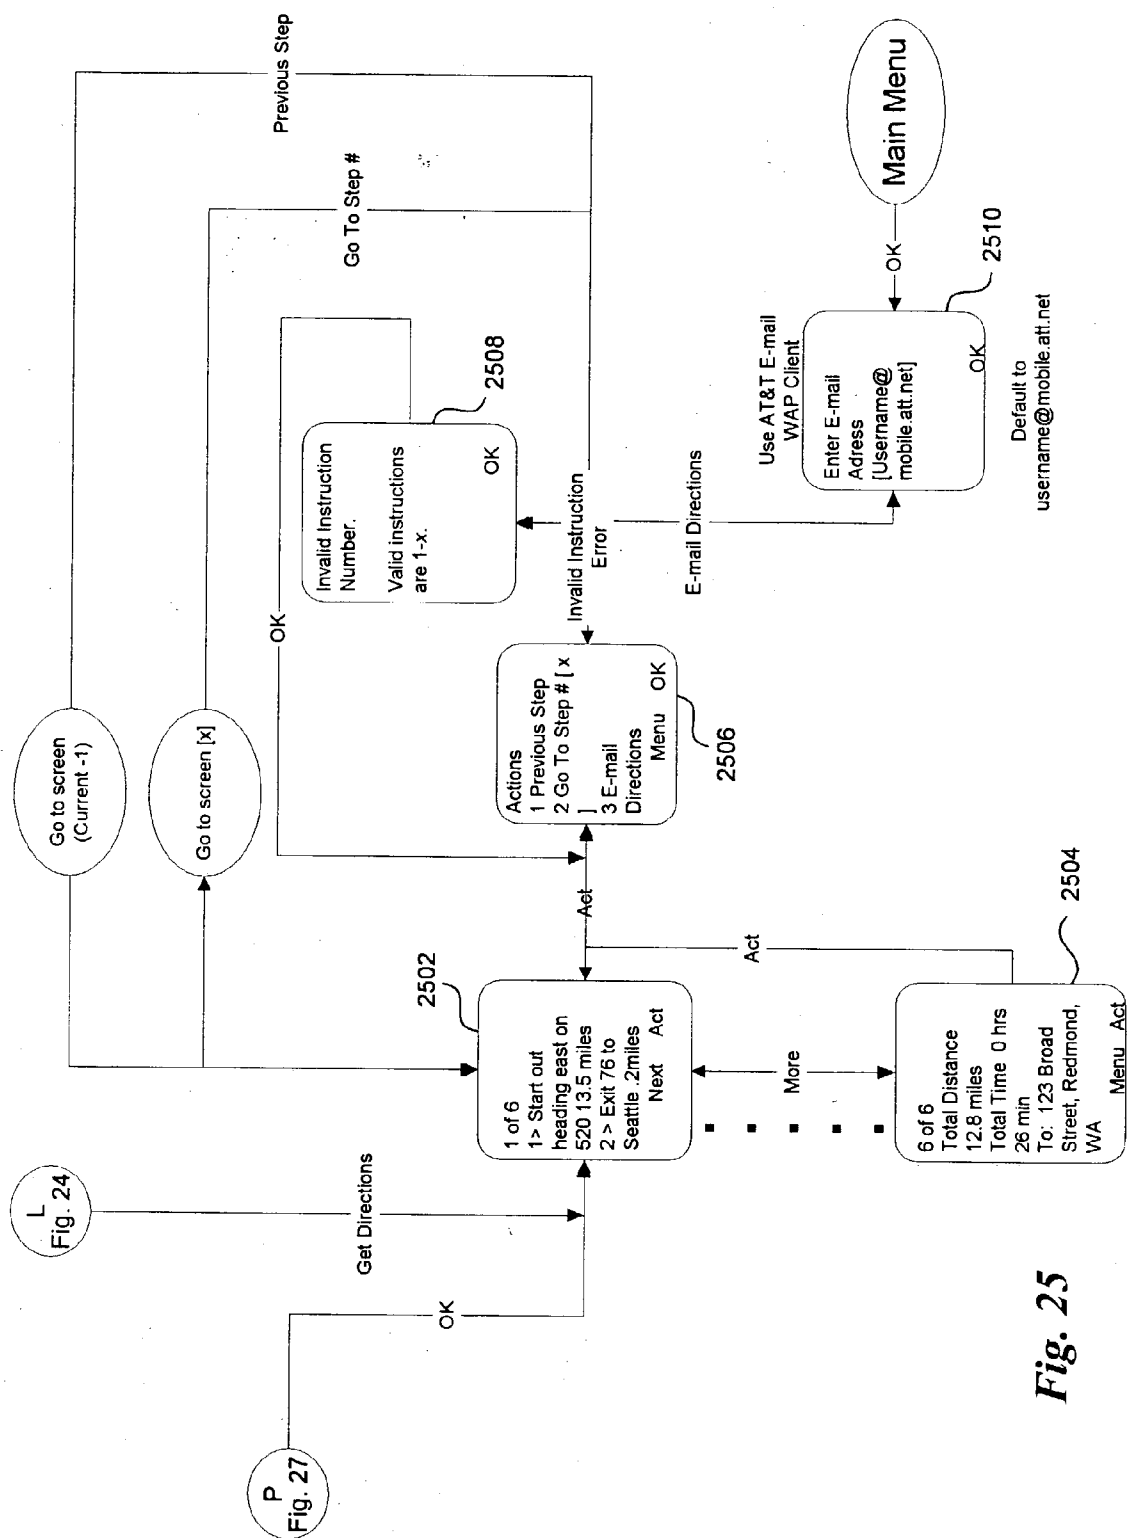 P
Fig. 27
OK
L
Fig. 24
Get Directions
Go to screen
(Current -1)
Go to screen [x]
Previous Step
Go To Step #
OK
2502
1 of 6
1> Start out
heading east on
520 13.5 miles
2 > Exit 76 to
Seattle .2miles
Next Act
More
6 of 6
Total Distance
12.8 miles
Total Time 0 hrs
26 min
To: 123 Broad
Street, Redmond,
WA
Menu Act
2504
Act
Act
Actions
1 Previous Step
2 Go To Step # [ x
]
3 E-mail
Directions
Menu OK
2506
Invalid Instruction
Number.
Valid instructions
are 1-x.
OK
2508
Invalid Instruction
Error
E-mail Directions
Use AT&T E-mail
WAP Client
Enter E-mail
Adress
[Username@
mobile.att.net]
OK
2510
Default to
username@mobile.att.net
OK
Main Menu
Fig. 25